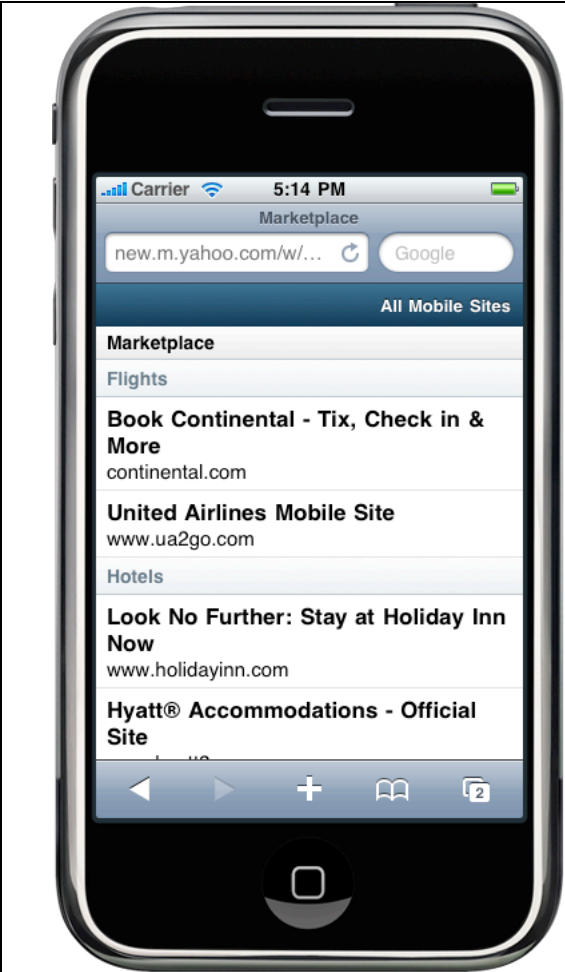 Carrier 5:14 PM
Marketplace
new.m.yahoo.com/w/... Google
All Mobile Sites
Marketplace
Flights
Book Continental - Tix, Check in &
More
continental.com
United Airlines Mobile Site
www.ua2go.com
Hotels
Look No Further: Stay at Holiday Inn
Now
www.holidayinn.com
Hyatt® Accommodations - Official
Site
2